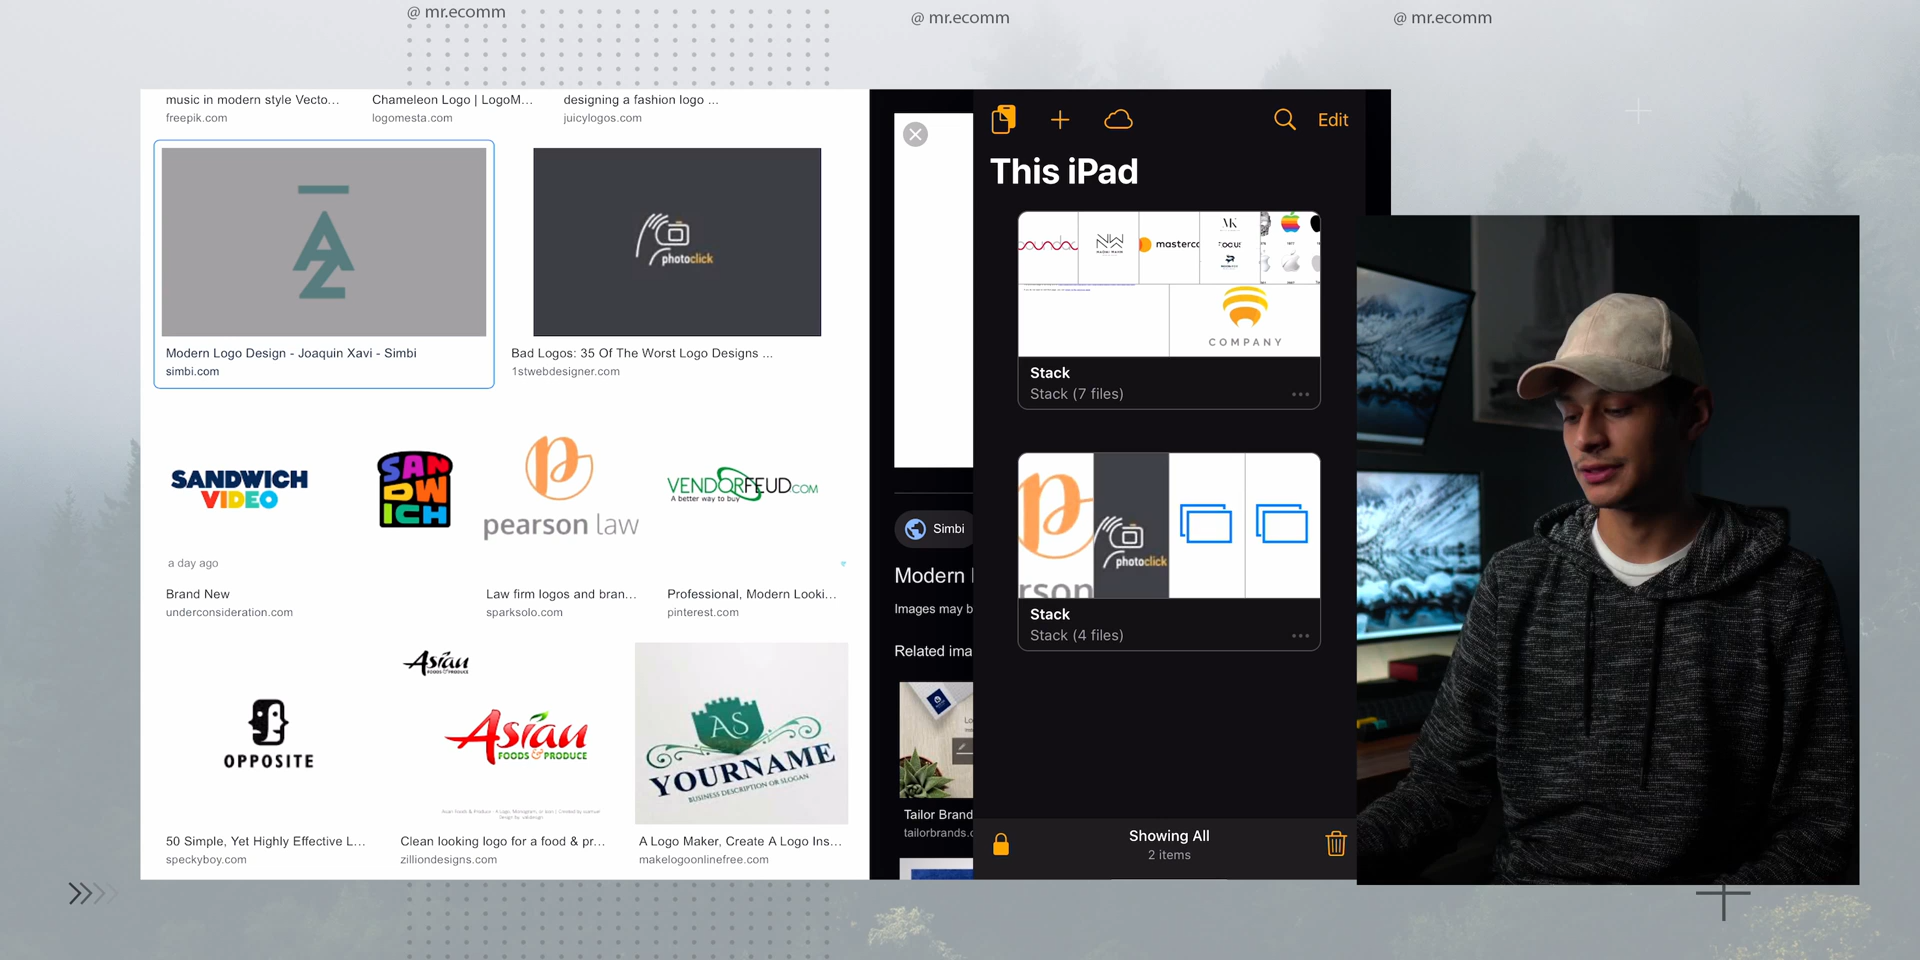 @ mr.ecomm
@ mr.ecomm
@ mr.ecomm
music in modern style Vecto...
freepik.com
Chameleon Logo | LogoM...
logomesta.com
designing a fashion logo ...
juicylogos.com
AZ
photoclick
Modern Logo Design - Joaquin Xavi - Simbi
simbi.com
Bad Logos: 35 Of The Worst Logo Designs ...
1stwebdesigner.com
SANDWICH
VIDEO
SAN
DW
ICH
p
pearson law
VENDORFEUD.COM
A better way to buy
a day ago
Brand New
underconsideration.com
Law firm logos and bran...
sparksolo.com
Professional, Modern Looki...
pinterest.com
OPPOSITE
Asian
FOODS & PRODUCE
Asian
FOODS & PRODUCE
AS
YOURNAME
BUSINESS DESCRIPTION OR SLOGAN
50 Simple, Yet Highly Effective L...
speckyboy.com
Clean looking logo for a food & pr...
zilliondesigns.com
A Logo Maker, Create A Logo Ins...
makelogoonlinefree.com
Simbi
Modern
Images may b
Related ima
Tailor Brand
tailorbrands.c
Edit
This iPad
NW
masterc
MK
FOCUS
COMPANY
Stack
Stack (7 files)
p
rson
photoclick
Stack
Stack (4 files)
Showing All
2 items